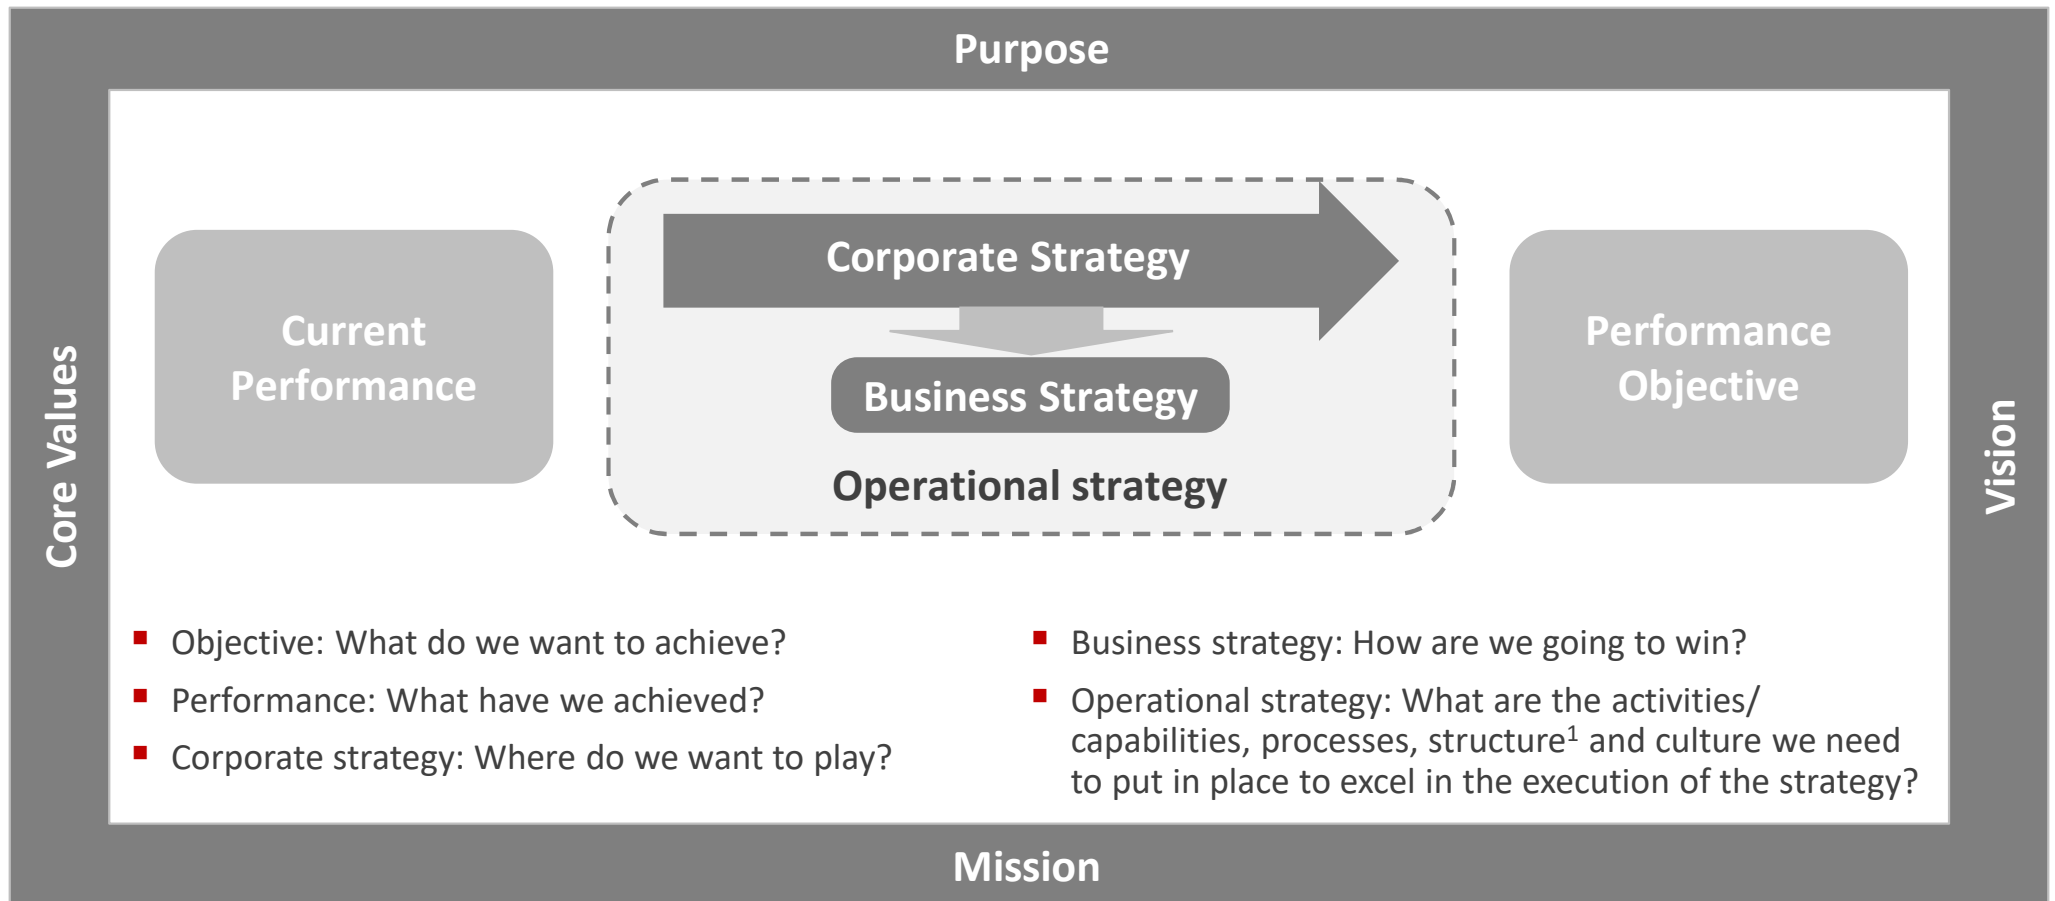 Purpose
Core Values
Current
Performance
Corporate Strategy
Business Strategy
Operational strategy
Performance
Objective
Vision
▪ Objective: What do we want to achieve?
▪ Performance: What have we achieved?
▪ Corporate strategy: Where do we want to play?
▪ Business strategy: How are we going to win?
▪ Operational strategy: What are the activities/
capabilities, processes, structure¹ and culture we need
to put in place to excel in the execution of the strategy?
Mission